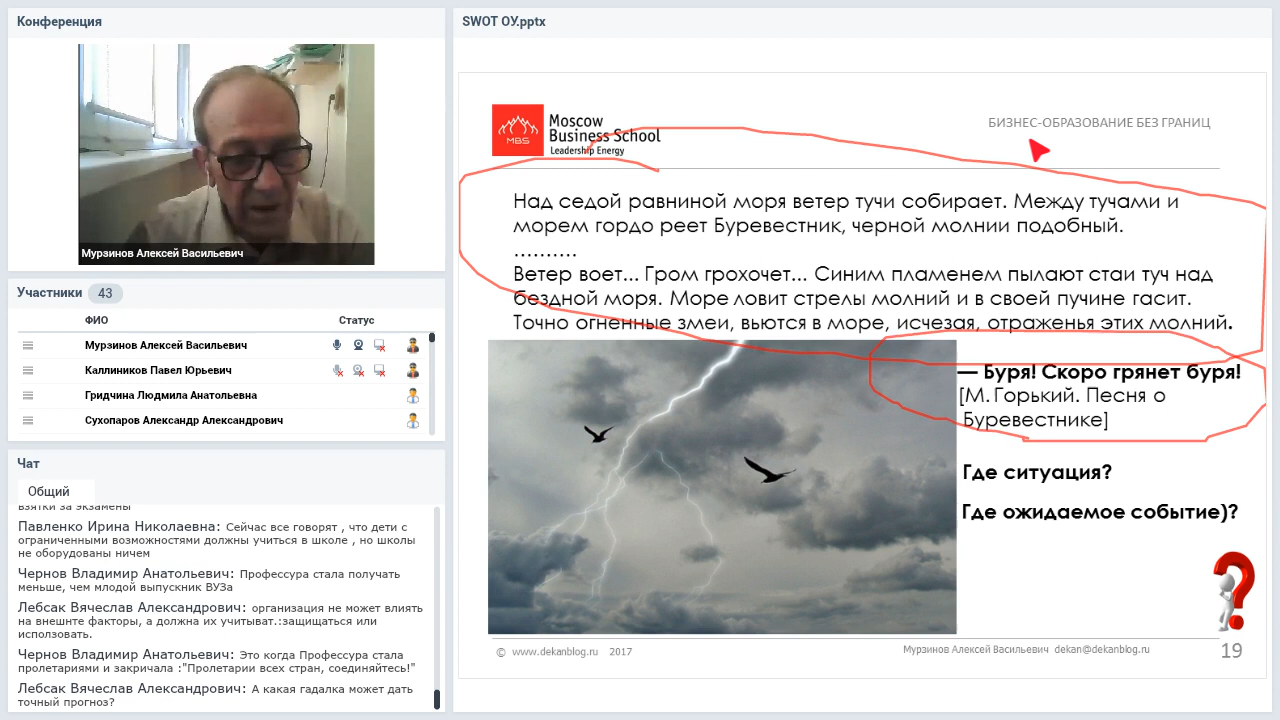 Конференция
Мурзинов Алексей Васильевич
Участники 43
ФИО Статус
Мурзинов Алексей Васильевич
Каллиников Павел Юрьевич
Гридчина Людмила Анатольевна
Сухопаров Александр Александрович
Чат
Общий
взятки за экзамены
Павленко Ирина Николаевна: Сейчас все говорят , что дети с
ограниченными возможностями должны учиться в школе , но школы
не оборудованы ничем
Чернов Владимир Анатольевич: Профессура стала получать
меньше, чем молодой выпускник ВУЗа
Лебсак Вячеслав Александрович: организация не может влиять
на внешнте факторы, а должна их учитыват.:защищаться или
исползовать.
Чернов Владимир Анатольевич: Это когда Профессура стала
пролетариями и закричала :"Пролетарии всех стран, соединяйтесь!"
Лебсак Вячеслав Александрович: А какая гадалка может дать
точный прогноз?
SWOT ОУ.pptx
MBS
Moscow
Business School
Leadership Energy
БИЗНЕС-ОБРАЗОВАНИЕ БЕЗ ГРАНИЦ
Над седой равниной моря ветер тучи собирает. Между тучами и
морем гордо реет Буревестник, черной молнии подобный.
..........
Ветер воет... Гром грохочет... Синим пламенем пылают стаи туч над
бездной моря. Море ловит стрелы молний и в своей пучине гасит.
Точно огненные змеи, вьются в море, исчезая, отраженья этих молний.
— Буря! Скоро грянет буря!
[М. Горький. Песня о
Буревестнике]
Где ситуация?
Где ожидаемое событие)?
© www.dekanblog.ru 2017
Мурзинов Алексей Васильевич dekan@dekanblog.ru
19